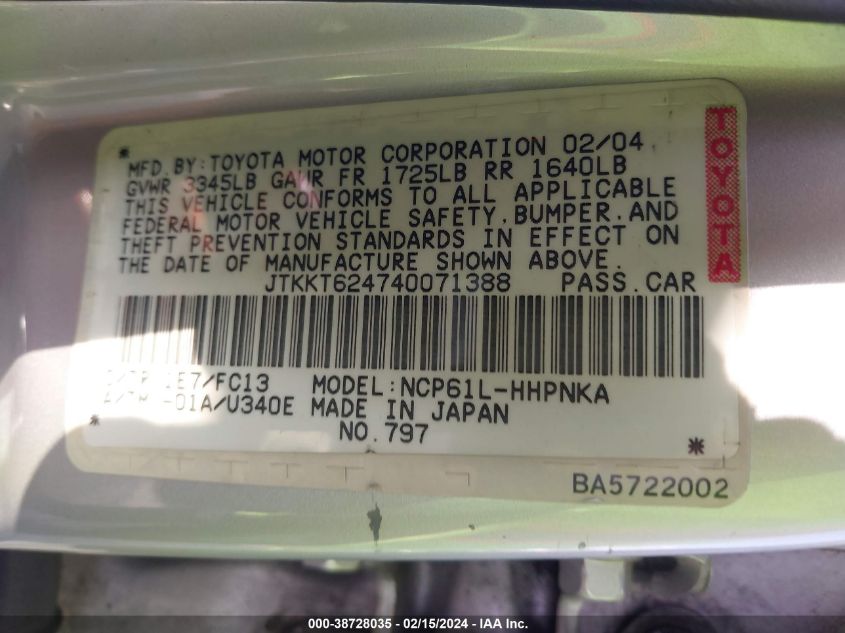 MFD.BY:TOYOTA MOTOR CORPORATION 02/04
GVWR 3345LB GAWR FR 1725LB RR 1640LB
THIS VEHICLE CONFORMS TO ALL APPLICABLE
FEDERAL MOTOR VEHICLE SAFETY,BUMPER,AND
THEFT PREVENTION STANDARDS IN EFFECT ON
THE DATE OF MANUFACTURE SHOWN ABOVE.
TOYOTA
JTKKT624740071388 PASS.CAR
MODEL:NCP61L-HHPNKA
MADE IN JAPAN
NO.797
BA5722002
000-38728035 - 02/15/2024 - IAA Inc.